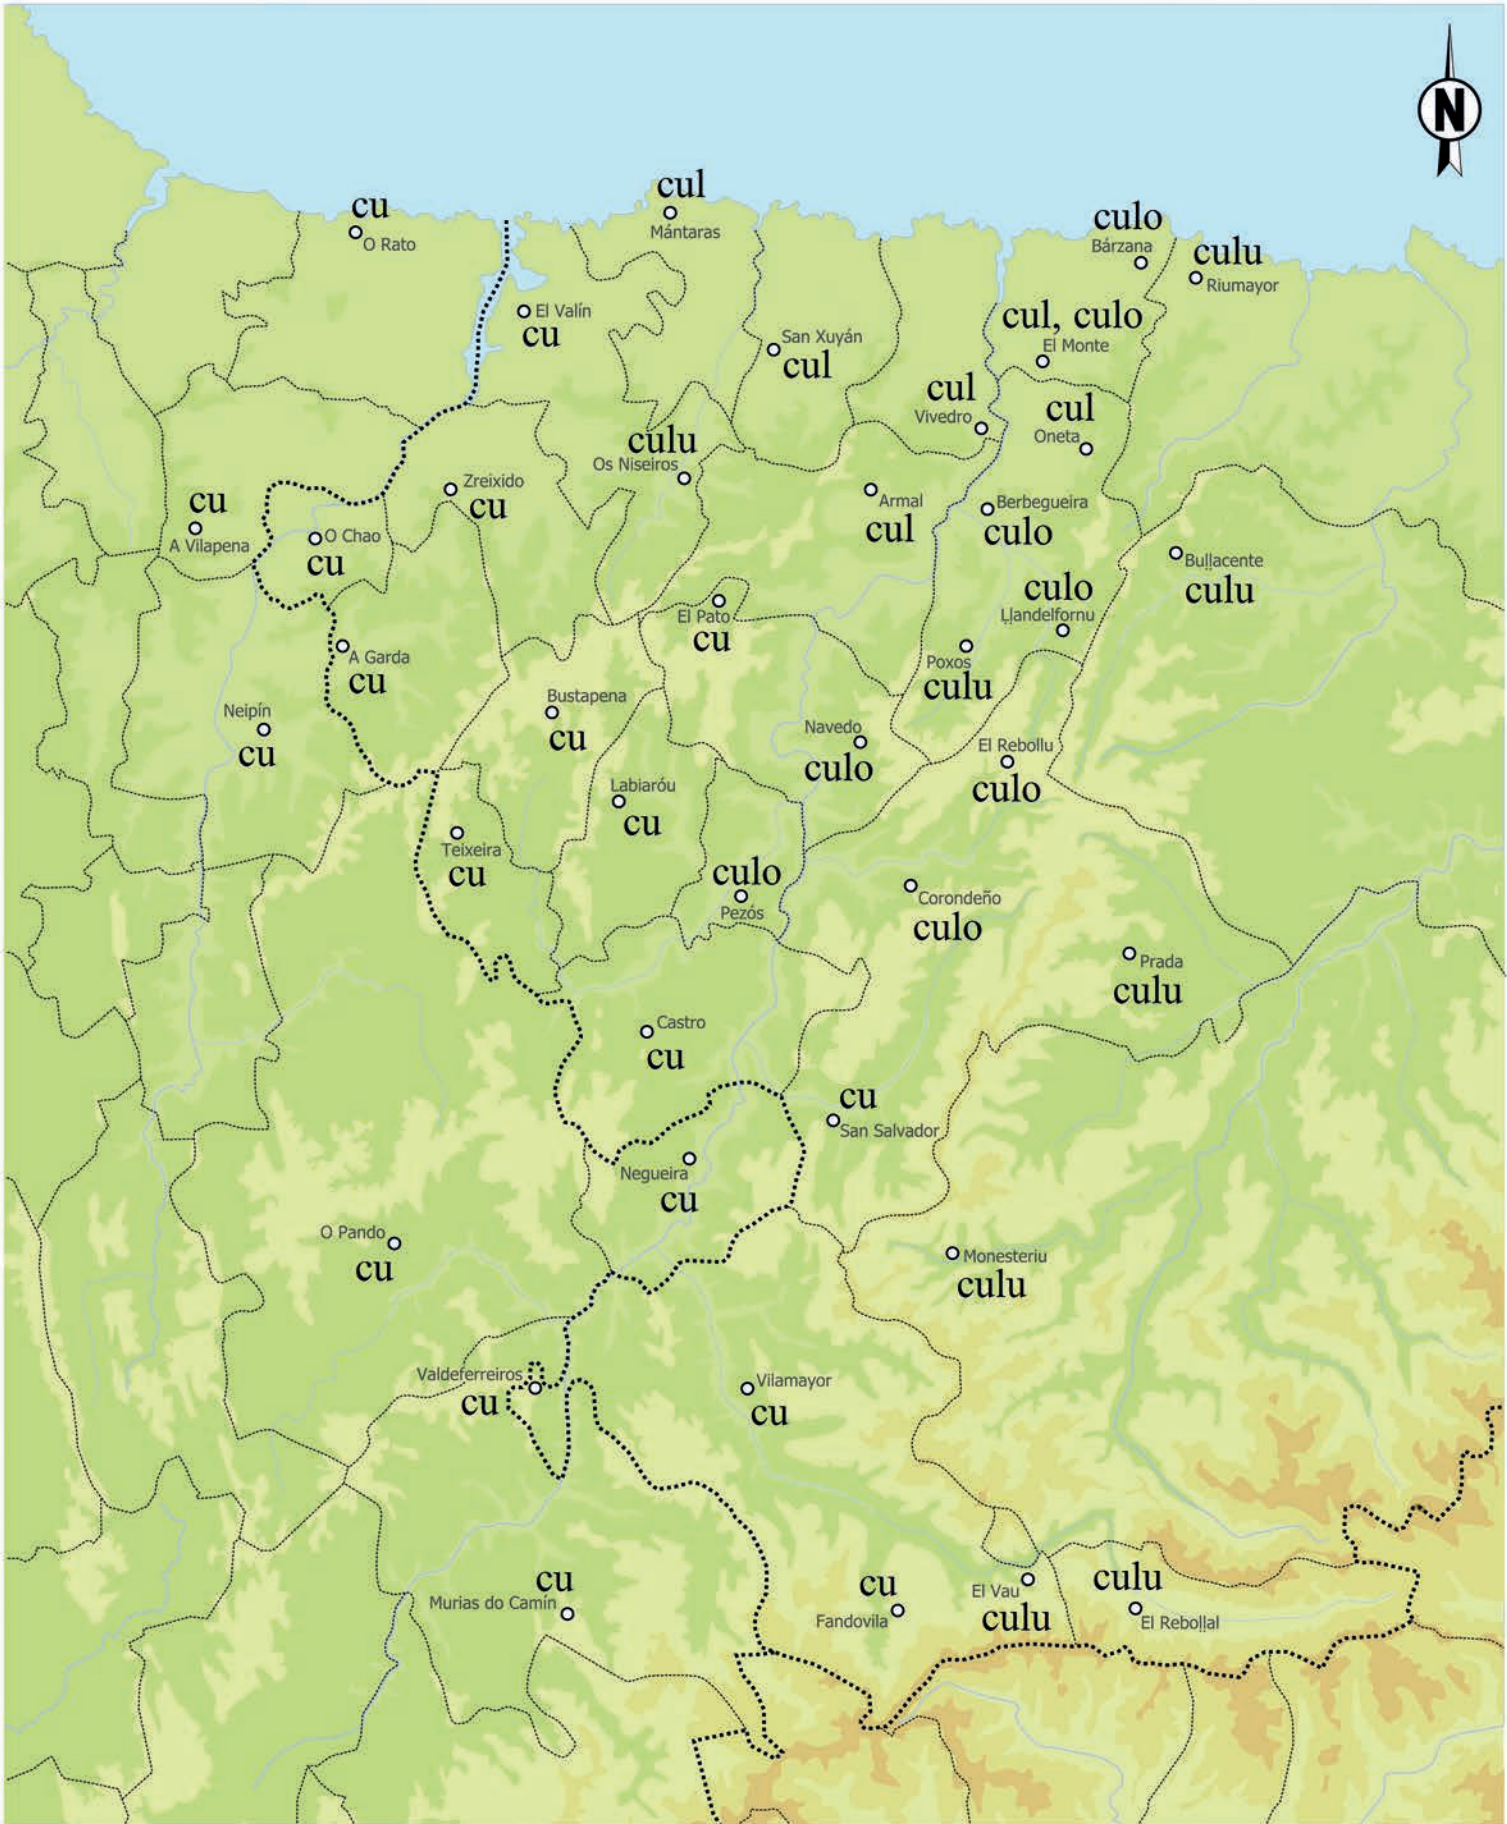 N
cul
Mántaras
cu
O Rato
culo
Bárzana
culu
Riumayor
El Valín
cu
cul, culo
El Monte
San Xuyán
cul
cul
Vivedro
cul
Oneta
culu
Os Niseiros
Zreixido
cu
Armal
cul
Berbegueira
culo
cu
A Vilapena
O Chao
cu
Buḷḷacente
culu
culo
Ḷḷandelfornu
El Pato
cu
A Garda
cu
Poxos
culu
Bustapena
cu
Neipín
cu
Navedo
culo
El Rebollu
culo
Labiaróu
cu
Teixeira
cu
culo
Pezós
Corondeño
culo
Prada
culu
Castro
cu
cu
San Salvador
Negueira
cu
O Pando
cu
Monesteriu
culu
Valdeferreiros
cu
Vilamayor
cu
cu
Murias do Camín
cu
Fandovila
El Vau
culu
culu
El Reboḷḷal